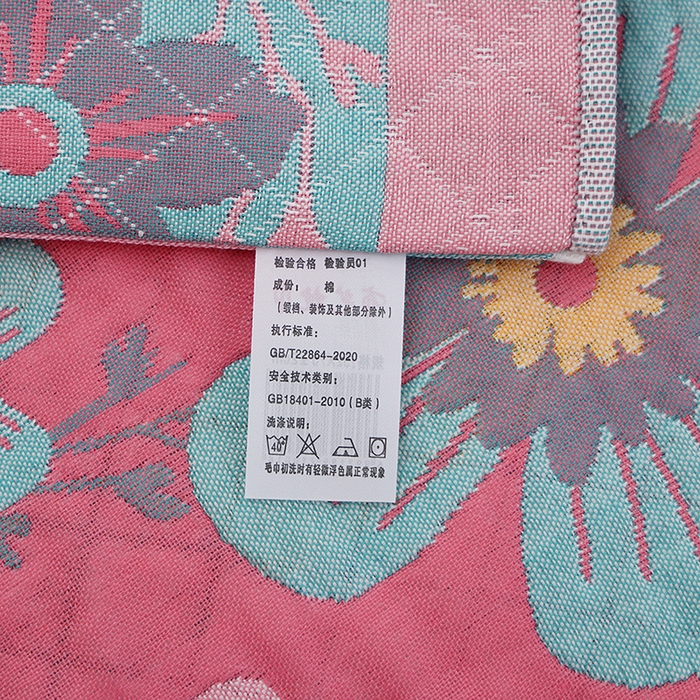 检验合格 检验员01
成份： 棉
（缎档、装饰及其他部分除外）
执行标准：
GB/T22864-2020
安全技术类别：
GB18401-2010（B类）
洗涤说明：
40°
毛巾初洗时有轻微浮色属正常现象